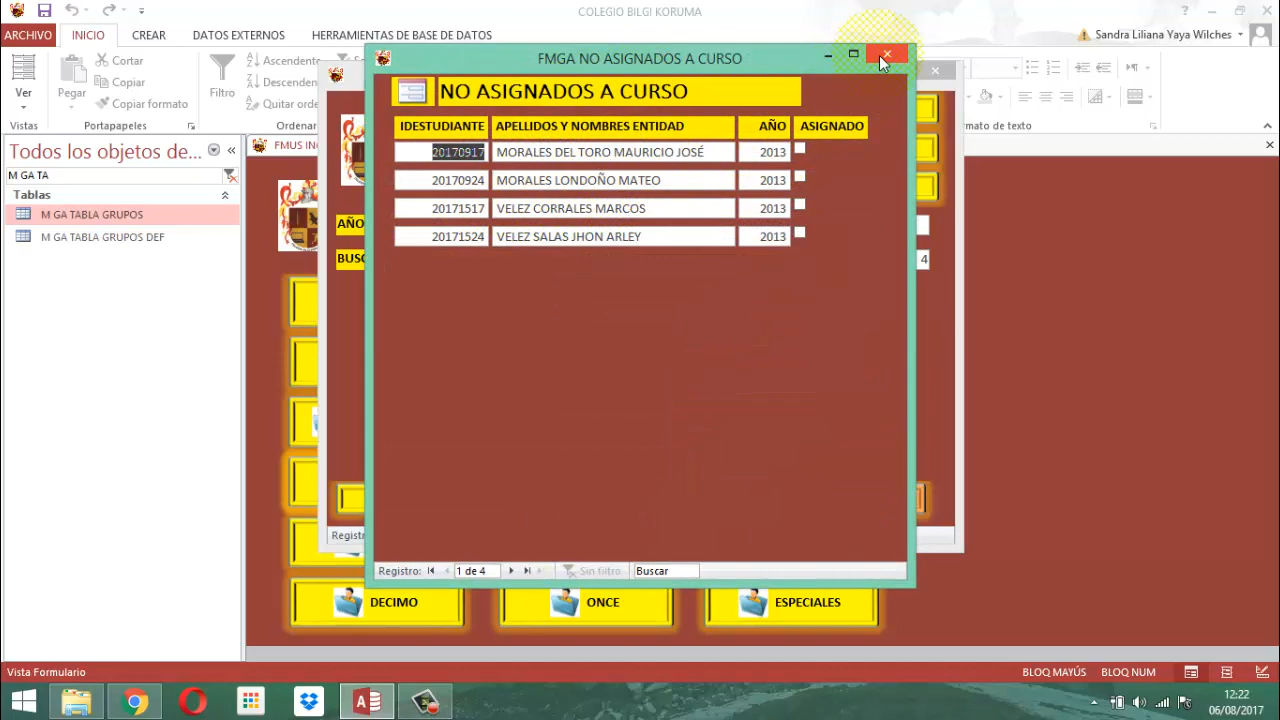 COLEGIO BILGI KORUMA
ARCHIVO INICIO CREAR DATOS EXTERNOS HERRAMIENTAS DE BASE DE DATOS Sandra Liliana Yaya Wilches
Ver
Vistas
Pegar
Cortar
Copiar
Copiar formato
Portapapeles
Filtro
Ascendente
Descenden
Quitar ord
Ordenar
formato de texto
Todos los objetos de...
M GA TA
Tablas
M GA TABLA GRUPOS
M GA TABLA GRUPOS DEF
FMUS IN
AÑO
BUSC
4
Registr
FMGA NO ASIGNADOS A CURSO
NO ASIGNADOS A CURSO
IDESTUDIANTE APELLIDOS Y NOMBRES ENTIDAD AÑO ASIGNADO
20170917 MORALES DEL TORO MAURICIO JOSÉ 2013
20170924 MORALES LONDOÑO MATEO 2013
20171517 VELEZ CORRALES MARCOS 2013
20171524 VELEZ SALAS JHON ARLEY 2013
Registro: 1 de 4 Sin filtro Buscar
DECIMO ONCE ESPECIALES
Vista Formulario BLOQ MAYÚS BLOQ NUM
12:22
06/08/2017